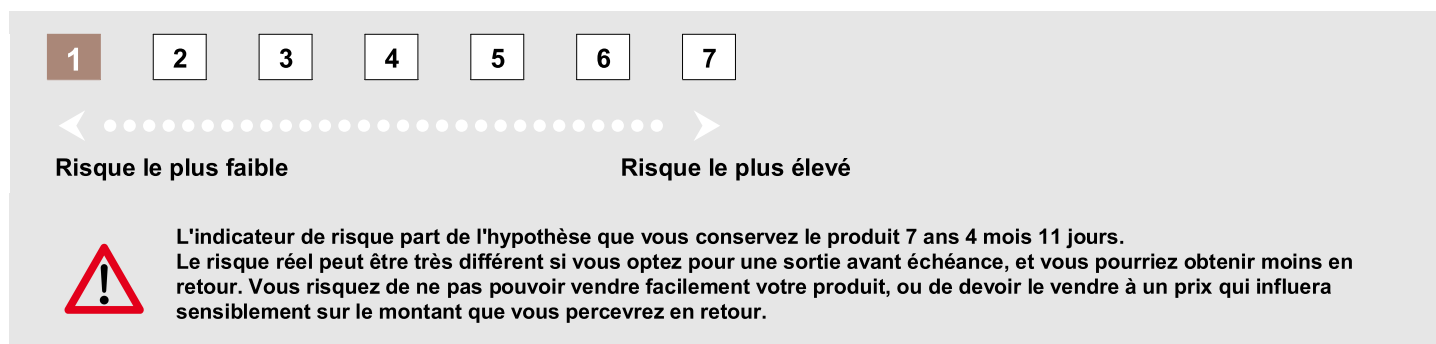 1 2 3 4 5 6 7
Risque le plus faible Risque le plus élevé
L'indicateur de risque part de l'hypothèse que vous conservez le produit 7 ans 4 mois 11 jours.
Le risque réel peut être très différent si vous optez pour une sortie avant échéance, et vous pourriez obtenir moins en
retour. Vous risquez de ne pas pouvoir vendre facilement votre produit, ou de devoir le vendre à un prix qui influera
sensiblement sur le montant que vous percevrez en retour.